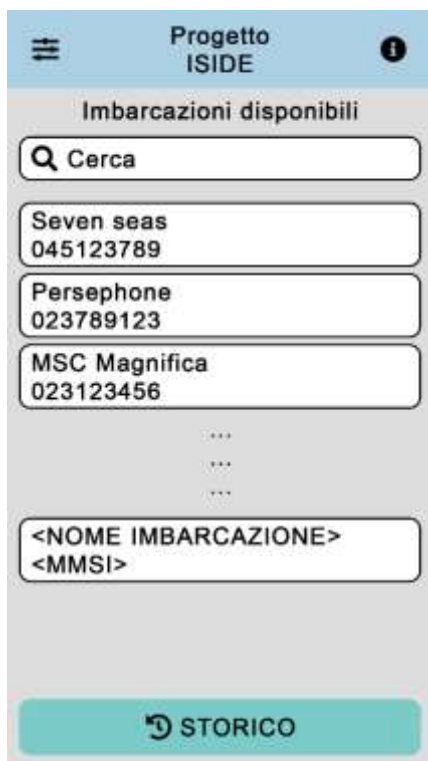 Progetto
ISIDE
Imbarcazioni disponibili
Cerca
Seven seas
045123789
Persephone
023789123
MSC Magnifica
023123456
...
...
...
<NOME IMBARCAZIONE>
<MMSI>
STORICO